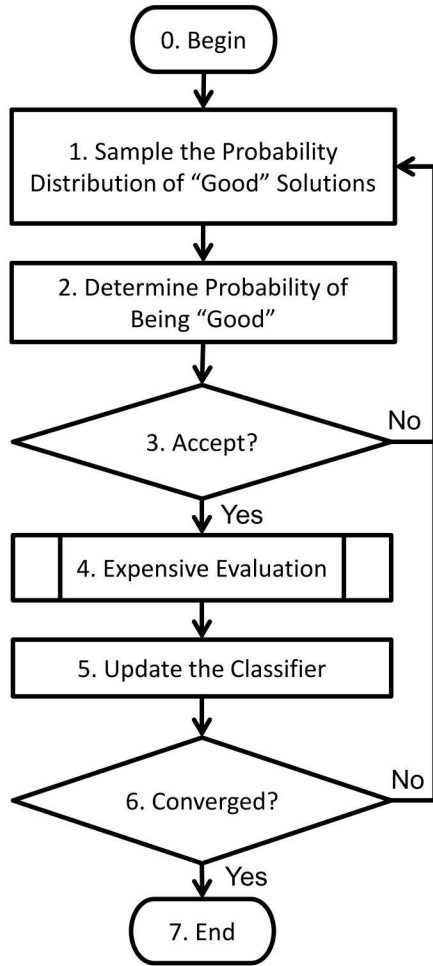 0. Begin
1. Sample the Probability
Distribution of “Good” Solutions
2. Determine Probability of
Being “Good”
3. Accept?
No
Yes
4. Expensive Evaluation
5. Update the Classifier
6. Converged?
No
Yes
7. End